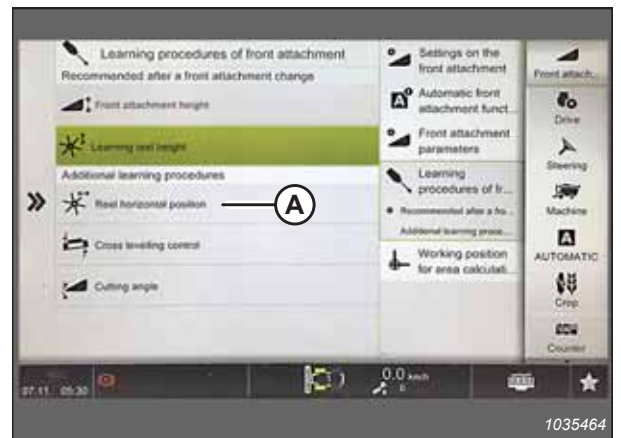 Learning procedures of front attachment
Recommended after a front attachment change
Front attachment height
Learning reel height
Additional learning procedures
Reel horizontal position
A
Cross levelling control
Cutting angle
Settings on the
front attachment
Automatic front
attachment funct...
Front attachment
parameters
Learning
procedures of fr...
Recommended after a fro...
Additional learning proce...
Working position
for area calculati...
Front attach...
Drive
Steering
Machine
AUTOMATIC
Crop
Counter
07.11. 05:30
0.0 km/h
0
1035464